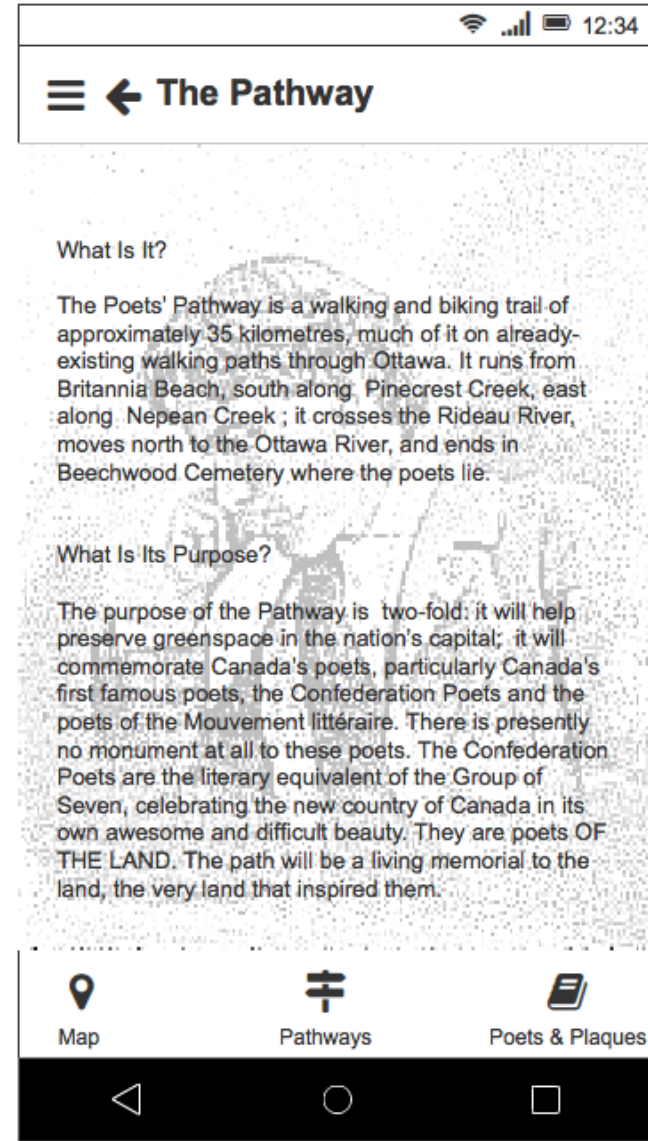 12:34
The Pathway
What Is It?
The Poets' Pathway is a walking and biking trail of
approximately 35 kilometres, much of it on already-
existing walking paths through Ottawa. It runs from
Britannia Beach, south along  Pinecrest Creek, east
along  Nepean Creek ; it crosses the Rideau River,
moves north to the Ottawa River, and ends in
Beechwood Cemetery where the poets lie.
What Is Its Purpose?
The purpose of the Pathway is  two-fold: it will help
preserve greenspace in the nation's capital;  it will
commemorate Canada's poets, particularly Canada's
first famous poets, the Confederation Poets and the
poets of the Mouvement littéraire. There is presently
no monument at all to these poets. The Confederation
Poets are the literary equivalent of the Group of
Seven, celebrating the new country of Canada in its
own awesome and difficult beauty. They are poets OF
THE LAND. The path will be a living memorial to the
land, the very land that inspired them.
Map
Pathways
Poets & Plaques